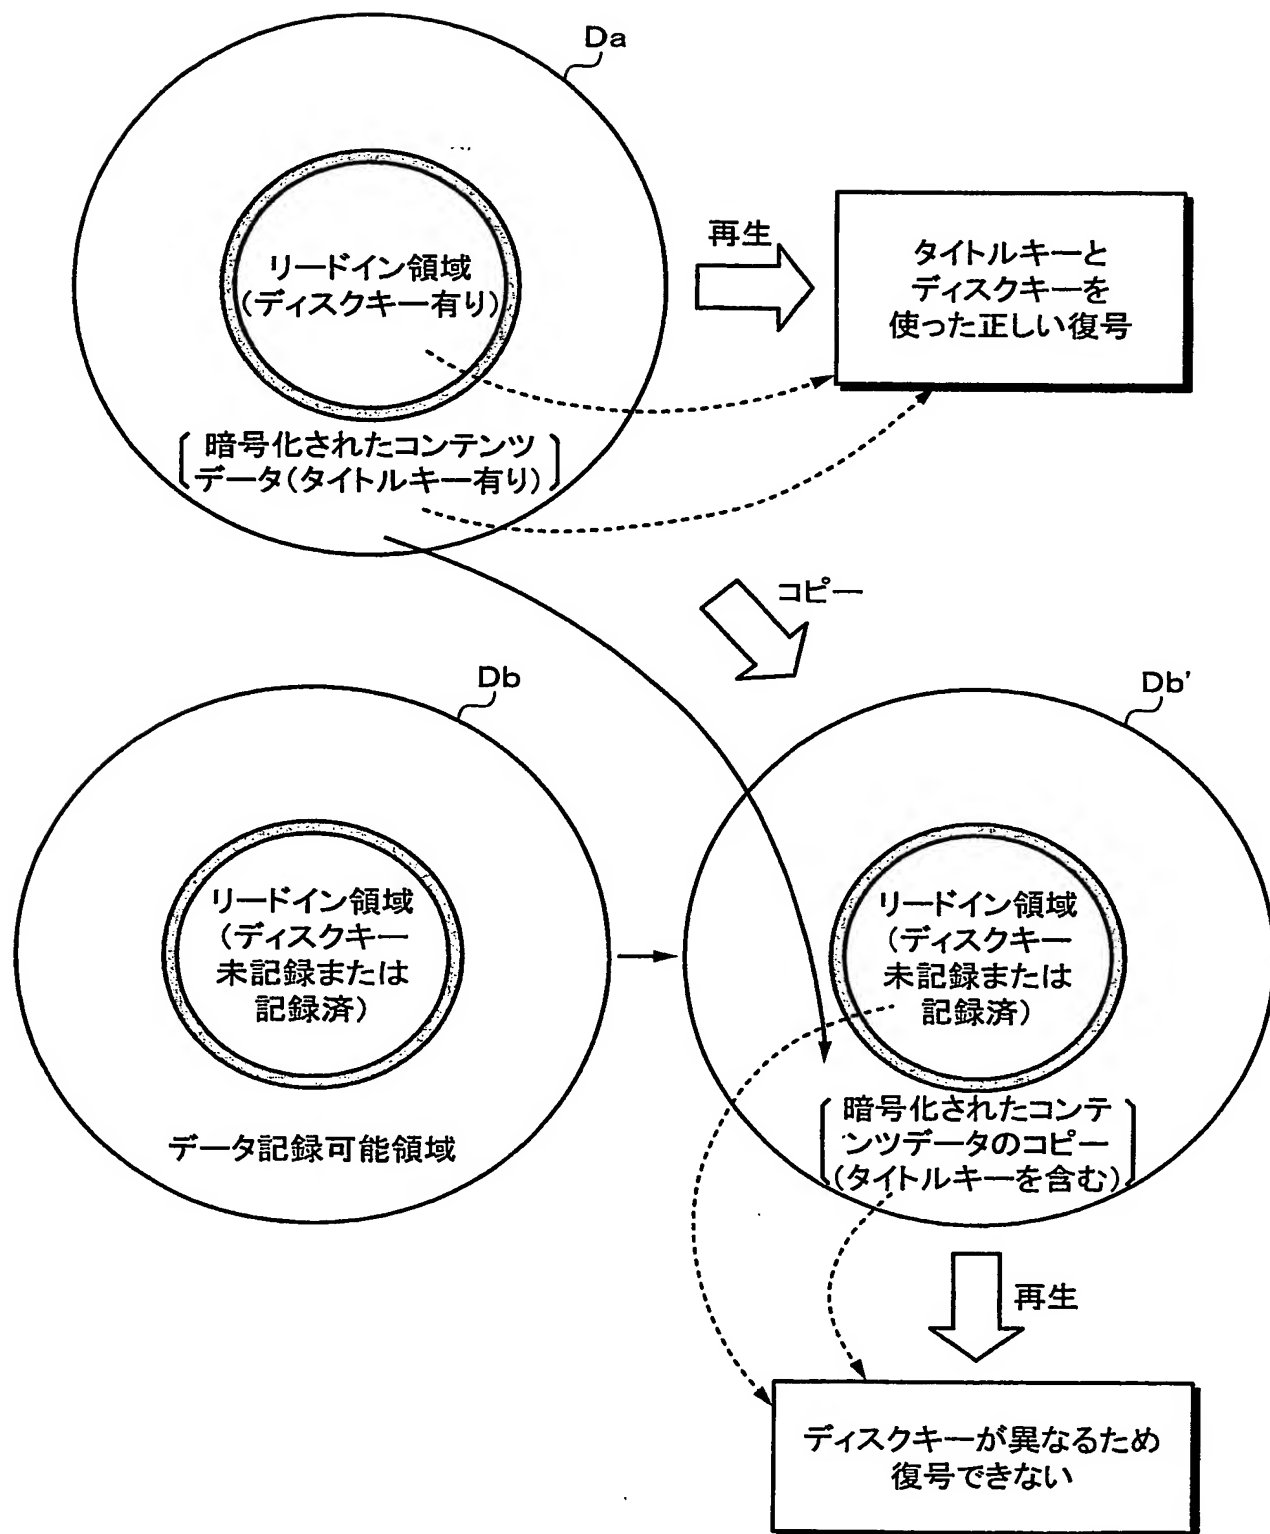 Da
リードイン領域
(ディスクキー有り)
暗号化されたコンテンツ
データ(タイトルキー有り)
再生
タイトルキーと
ディスクキーを
使った正しい復号
コピー
Db
リードイン領域
(ディスクキー
未記録または
記録済)
データ記録可能領域
Db'
リードイン領域
(ディスクキー
未記録または
記録済)
暗号化されたコンテ
ンツデータのコピー
(タイトルキーを含む)
再生
ディスクキーが異なるため
復号できない